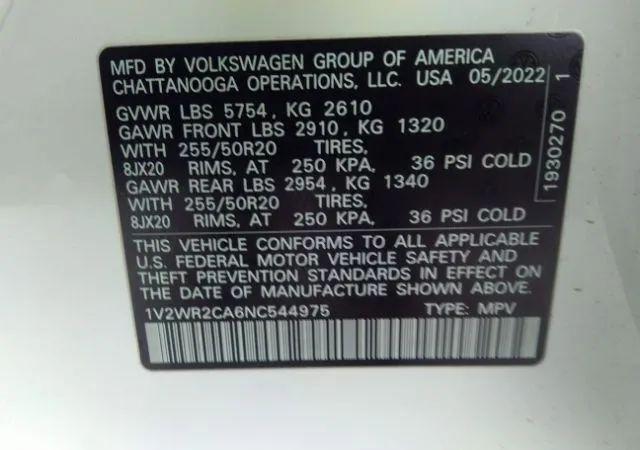 MFD BY VOLKSWAGEN GROUP OF AMERICA
CHATTANOOGA OPERATIONS, LLC. USA 05/2022
GVWR LBS 5754, KG 2610
GAWR FRONT LBS 2910, KG 1320
WITH 255/50R20 TIRES,
8JX20 RIMS, AT 250 KPA, 36 PSI COLD
GAWR REAR LBS 2954, KG 1340
WITH 255/50R20 TIRES,
8JX20 RIMS, AT 250 KPA, 36 PSI COLD
THIS VEHICLE CONFORMS TO ALL APPLICABLE
U.S. FEDERAL MOTOR VEHICLE SAFETY AND
THEFT PREVENTION STANDARDS IN EFFECT ON
THE DATE OF MANUFACTURE SHOWN ABOVE.
1V2WR2CA6NC544975 TYPE: MPV
1930270 1